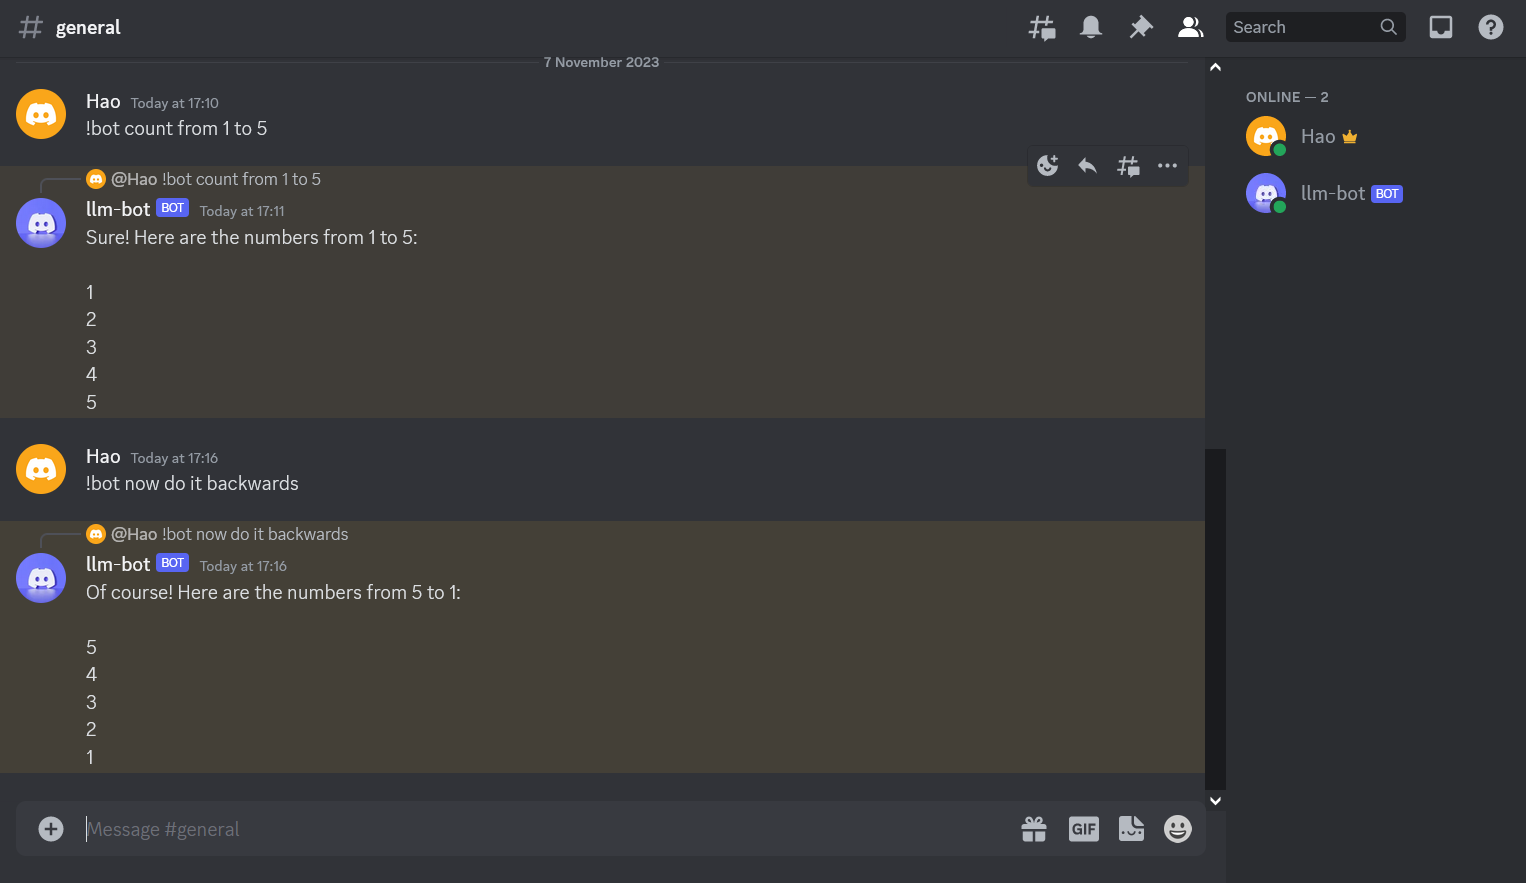 general
Search
7 November 2023
Hao Today at 17:10
!bot count from 1 to 5
@Hao !bot count from 1 to 5
llm-bot BOT Today at 17:11
Sure! Here are the numbers from 1 to 5:
1
2
3
4
5
Hao Today at 17:16
!bot now do it backwards
@Hao !bot now do it backwards
llm-bot BOT Today at 17:16
Of course! Here are the numbers from 5 to 1:
5
4
3
2
1
Message #general
GIF
ONLINE — 2
Hao
llm-bot BOT